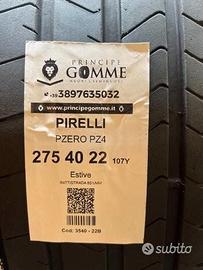 PRINCIPE
GOMME
+39 3897635032
www.principegomme.it
PIRELLI
PZERO PZ4
275 40 22 107Y
Estive
Cod: 3540 - 22B
subito